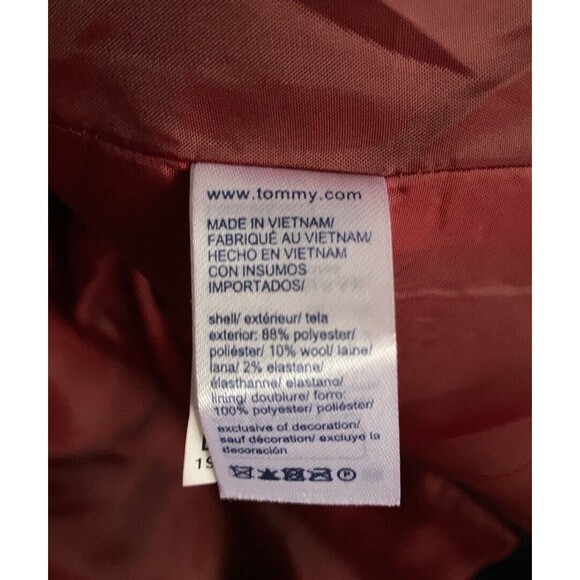 www.tommy.com
MADE IN VIETNAM/
FABRIQUÉ AU VIETNAM/
HECHO EN VIETNAM
CON INSUMOS
IMPORTADOS/
shell/ extérieur/ tela
exterior: 88% polyester/
poliéster/ 10% wool/ laine/
lana/ 2% elastane/
élasthanne/ elastano/
lining/ doublure/ forro:
100% polyester/ poliéster/
exclusive of decoration/
sauf décoration/ excluye la
decoración
P